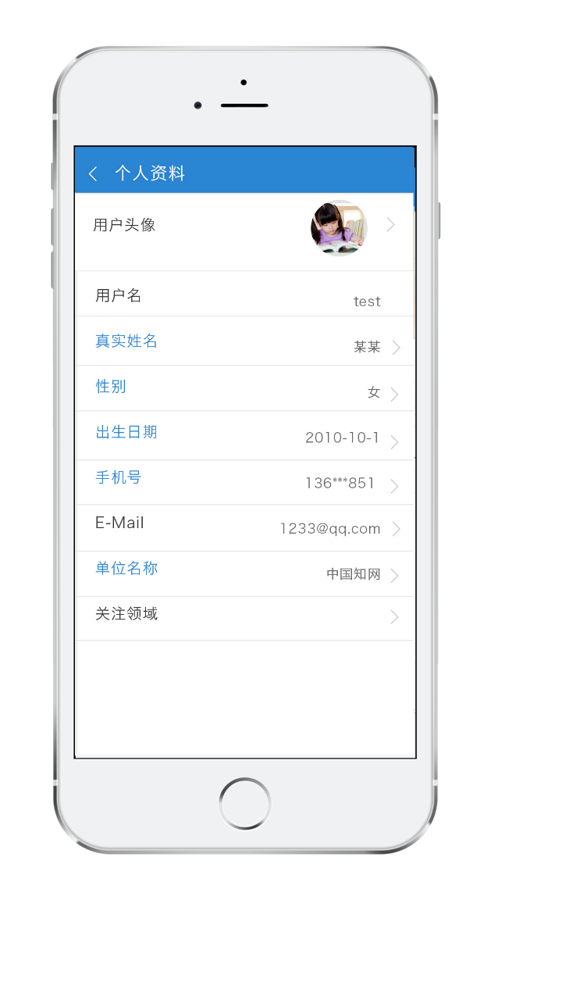 个人资料
用户头像
用户名 test
真实姓名 某某
性别 女
出生日期 2010-10-1
手机号 136***851
E-Mail 1233@qq.com
单位名称 中国知网
关注领域